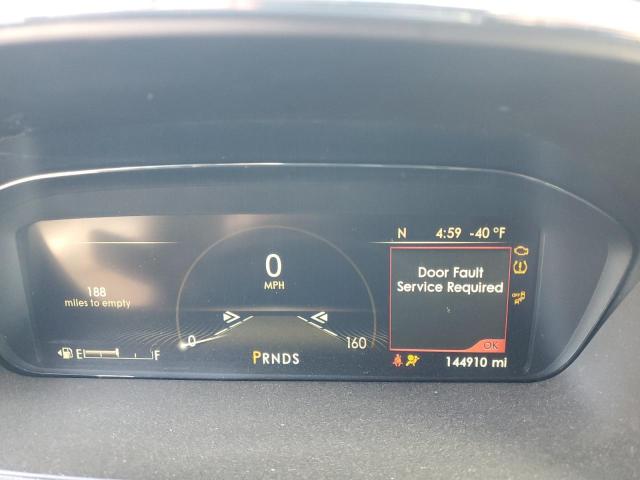 N 4:59 -40 °F
0
MPH
188
miles to empty
Door Fault
Service Required
OK
0 160
E F
PRNDS
144910 mi